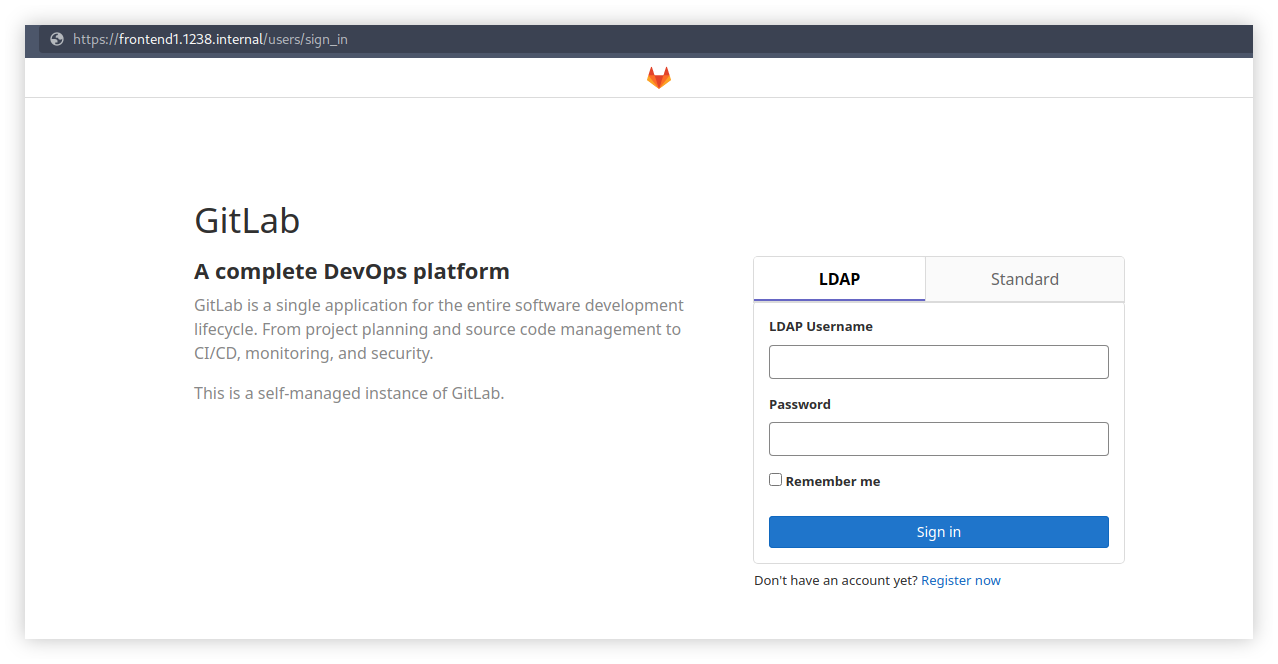 https://frontend1.1238.internal/users/sign_in
GitLab
A complete DevOps platform
GitLab is a single application for the entire software development
lifecycle. From project planning and source code management to
CI/CD, monitoring, and security.
This is a self-managed instance of GitLab.
LDAP
Standard
LDAP Username
Password
Remember me
Sign in
Don't have an account yet? Register now